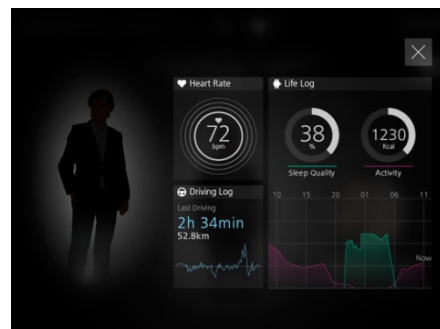 Heart Rate
72
bpm
Life Log
38
%
Sleep Quality
1230
Kcal
Activity
Driving Log
Last Driving
2h 34min
52.8km
10 15 20 01 06 11
Now